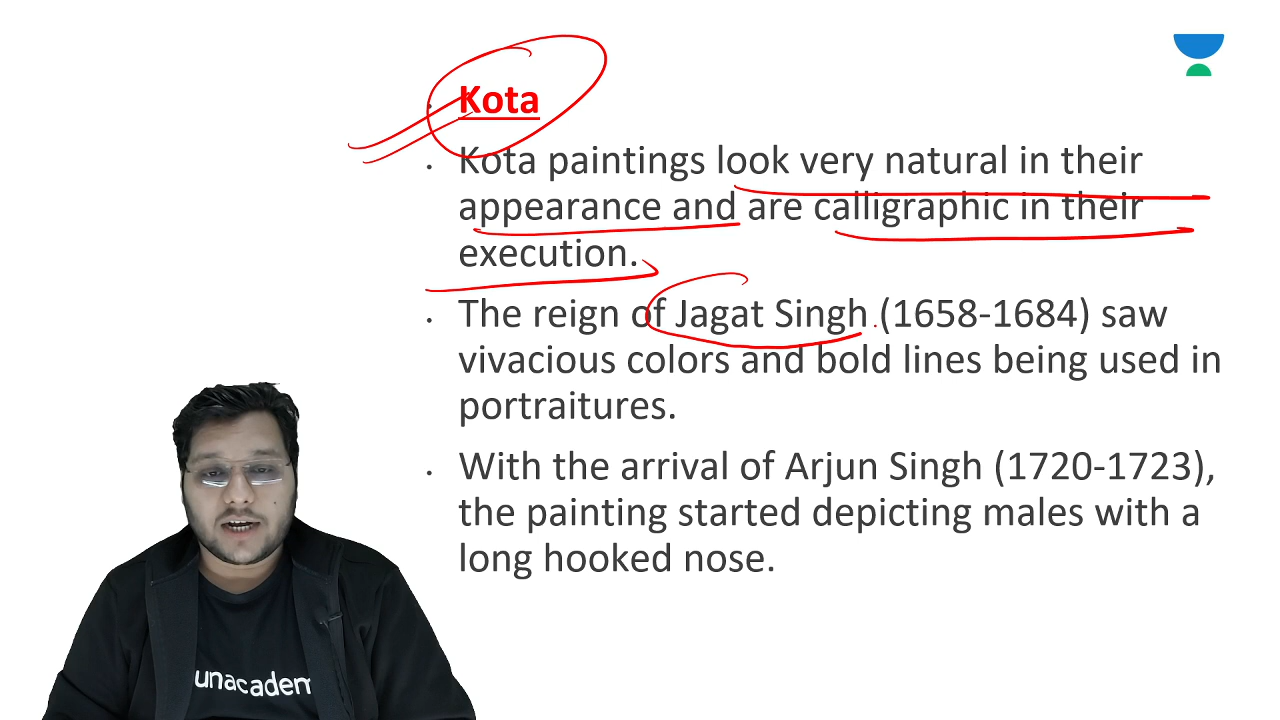 Kota
• Kota paintings look very natural in their
appearance and are calligraphic in their
execution.
• The reign of Jagat Singh (1658-1684) saw
vivacious colors and bold lines being used in
portraitures.
• With the arrival of Arjun Singh (1720-1723),
the painting started depicting males with a
long hooked nose.
unacadem